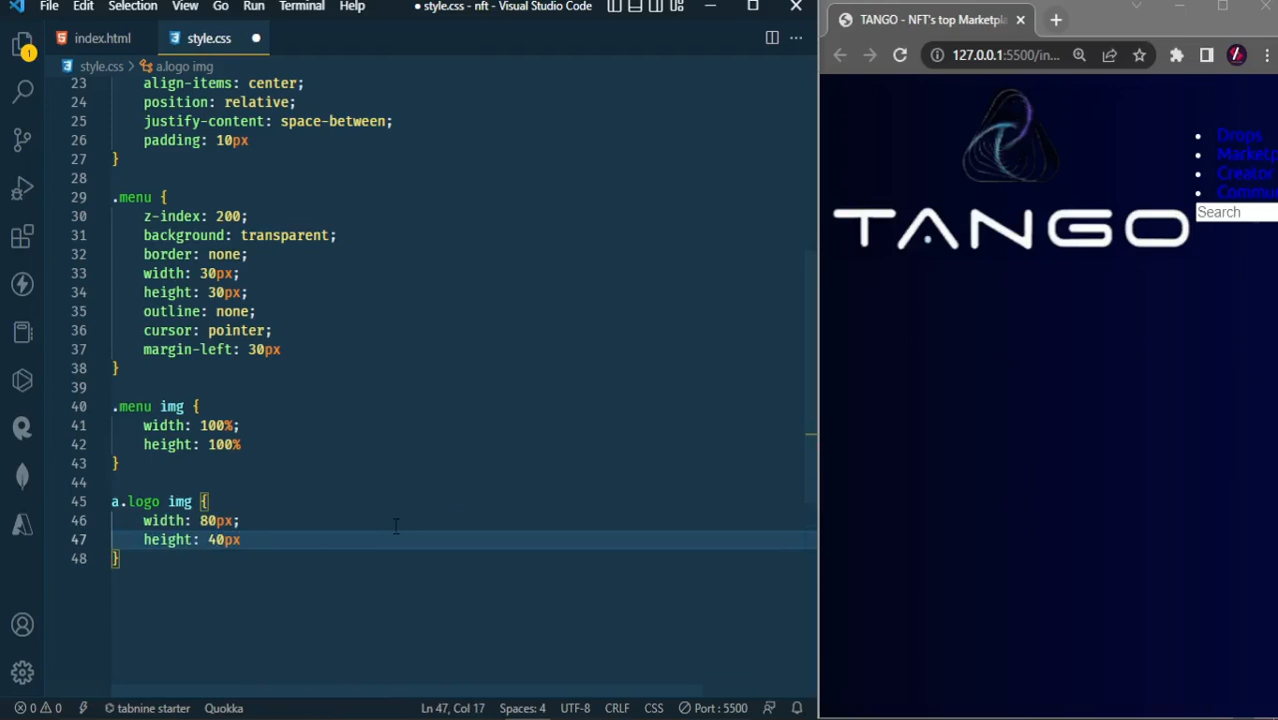 File Edit Selection View Go Run Terminal Help
● style.css - nft - Visual Studio Code
index.html
style.css ●
style.css > a.logo img
23 align-items: center;
24 position: relative;
25 justify-content: space-between;
26 padding: 10px
27 }
28
29 .menu {
30 z-index: 200;
31 background: transparent;
32 border: none;
33 width: 30px;
34 height: 30px;
35 outline: none;
36 cursor: pointer;
37 margin-left: 30px
38 }
39
40 .menu img {
41 width: 100%;
42 height: 100%
43 }
44
45 a.logo img {
46 width: 80px;
47 height: 40px
48 }
1
0 0 tabnine starter Quokka Ln 47, Col 17 Spaces: 4 UTF-8 CRLF CSS Port : 5500
TANGO - NFT's top Marketpla
127.0.0.1:5500/in...
TANGO
• Drops
• Marketp
• Creator
• Commu
Search